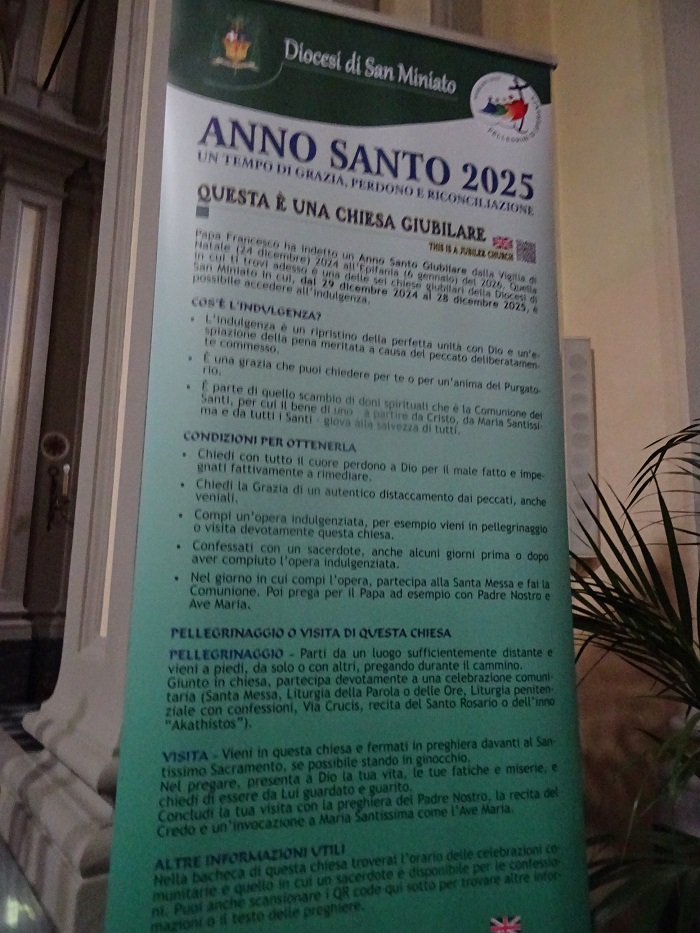 Diocesi di San Miniato
ANNO SANTO 2025
UN TEMPO DI GRAZIA, PERDONO E RICONCILIAZIONE
QUESTA È UNA CHIESA GIUBILARE
THIS IS A JUBILEE CHURCH
Papa Francesco ha indetto un Anno Santo Giubilare dalla Vigilia di
Natale (24 dicembre) 2024 all'Epifania (6 gennaio) del 2026. Quella
in cui ti trovi adesso è una delle sei chiese giubilari della Diocesi di
San Miniato in cui, dal 29 dicembre 2024 al 28 dicembre 2025, è
possibile accedere all'indulgenza.
COS'È L'INDULGENZA?
• L'indulgenza è un ripristino della perfetta unità con Dio e un'e-
spiazione della pena meritata a causa del peccato deliberatamen-
te commesso.
• È una grazia che puoi chiedere per te o per un'anima del Purgato-
rio.
• È parte di quello scambio di doni spirituali che è la Comunione dei
Santi, per cui il bene di uno - a partire da Cristo, da Maria Santissi-
ma e da tutti i Santi - giova alla salvezza di tutti.
CONDIZIONI PER OTTENERLA
• Chiedi con tutto il cuore perdono a Dio per il male fatto e impe-
gnati fattivamente a rimediare.
• Chiedi la Grazia di un autentico distaccamento dai peccati, anche
veniali.
• Compi un'opera indulgenziata, per esempio vieni in pellegrinaggio
o visita devotamente questa chiesa.
• Confessati con un sacerdote, anche alcuni giorni prima o dopo
aver compiuto l'opera indulgenziata.
• Nel giorno in cui compi l'opera, partecipa alla Santa Messa e fai la
Comunione. Poi prega per il Papa ad esempio con Padre Nostro e
Ave Maria.
PELLEGRINAGGIO O VISITA DI QUESTA CHIESA
PELLEGRINAGGIO - Parti da un luogo sufficientemente distante e
vieni a piedi, da solo o con altri, pregando durante il cammino.
Giunto in chiesa, partecipa devotamente a una celebrazione comuni-
taria (Santa Messa, Liturgia della Parola o delle Ore, Liturgia peniten-
ziale con confessioni, Via Crucis, recita del Santo Rosario o dell'inno
"Akathistos").
VISITA - Vieni in questa chiesa e fermati in preghiera davanti al San-
tissimo Sacramento, se possibile stando in ginocchio.
Nel pregare, presenta a Dio la tua vita, le tue fatiche e miserie, e
chiedi di essere da Lui guardato e guarito.
Concludi la tua visita con la preghiera del Padre Nostro, la recita del
Credo e un'invocazione a Maria Santissima come l'Ave Maria.
ALTRE INFORMAZIONI UTILI
Nella bacheca di questa chiesa troverai l'orario delle celebrazioni co-
munitarie e quello in cui un sacerdote è disponibile per le confessio-
ni. Puoi anche scansionare i QR code qui sotto per trovare altre infor-
mazioni o il testo delle preghiere.